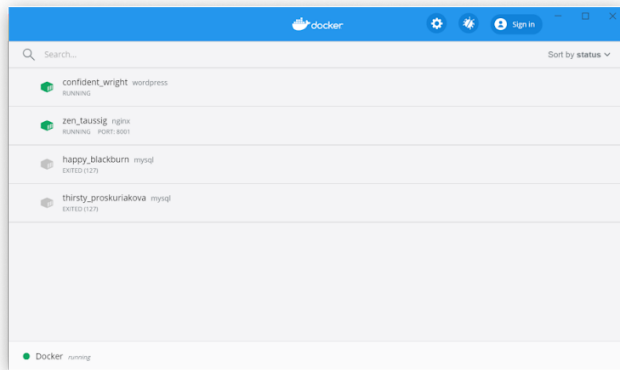 docker
Sign in
Search...
Sort by status
confident_wright wordpress
RUNNING
zen_taussig nginx
RUNNING PORT: 8001
happy_blackburn mysql
EXITED (127)
thirsty_proskuriakova mysql
EXITED (127)
Docker running